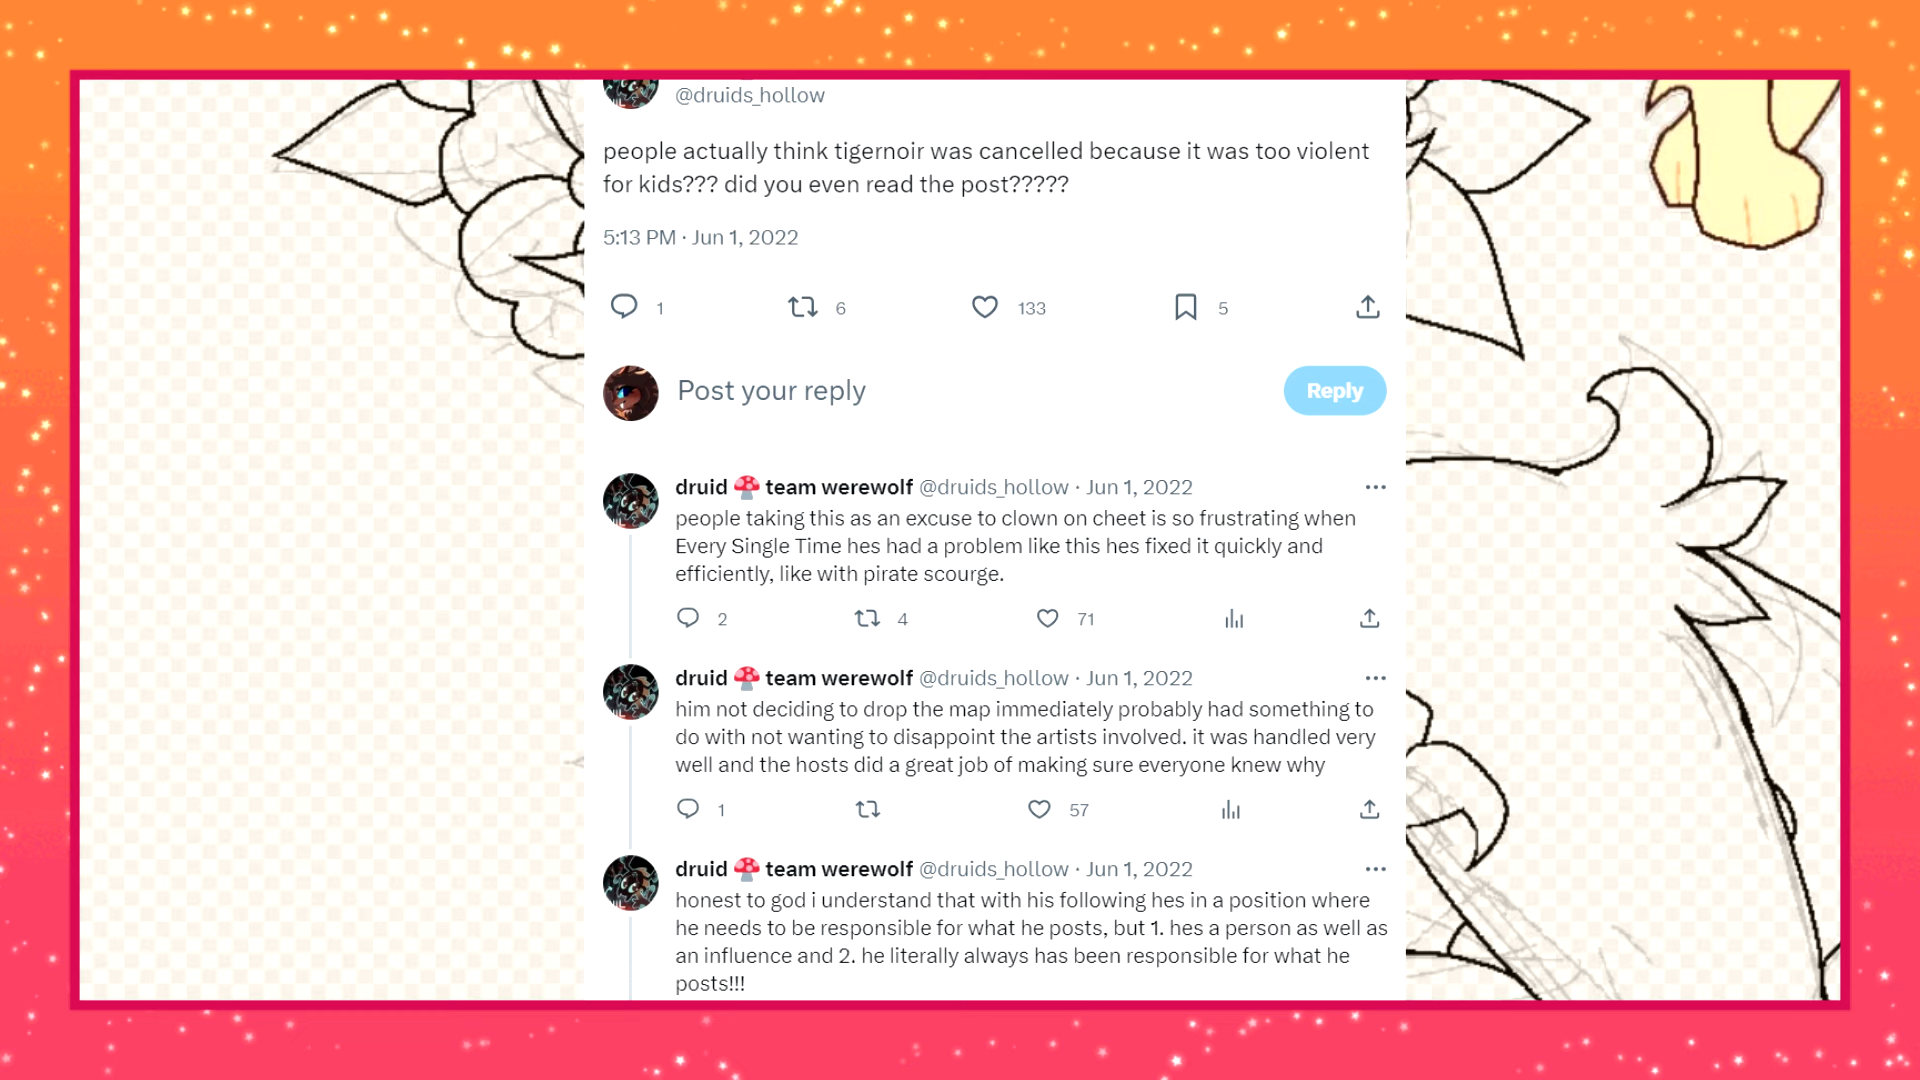 @druids_hollow
people actually think tigernoir was cancelled because it was too violent
for kids??? did you even read the post?????
5:13 PM · Jun 1, 2022
1 6 133 5
Post your reply
Reply
druid 🍄 team werewolf @druids_hollow · Jun 1, 2022
people taking this as an excuse to clown on cheet is so frustrating when
Every Single Time hes had a problem like this hes fixed it quickly and
efficiently, like with pirate scourge.
2 4 71
druid 🍄 team werewolf @druids_hollow · Jun 1, 2022
him not deciding to drop the map immediately probably had something to
do with not wanting to disappoint the artists involved. it was handled very
well and the hosts did a great job of making sure everyone knew why
1 57
druid 🍄 team werewolf @druids_hollow · Jun 1, 2022
honest to god i understand that with his following hes in a position where
he needs to be responsible for what he posts, but 1. hes a person as well as
an influence and 2. he literally always has been responsible for what he
posts!!!